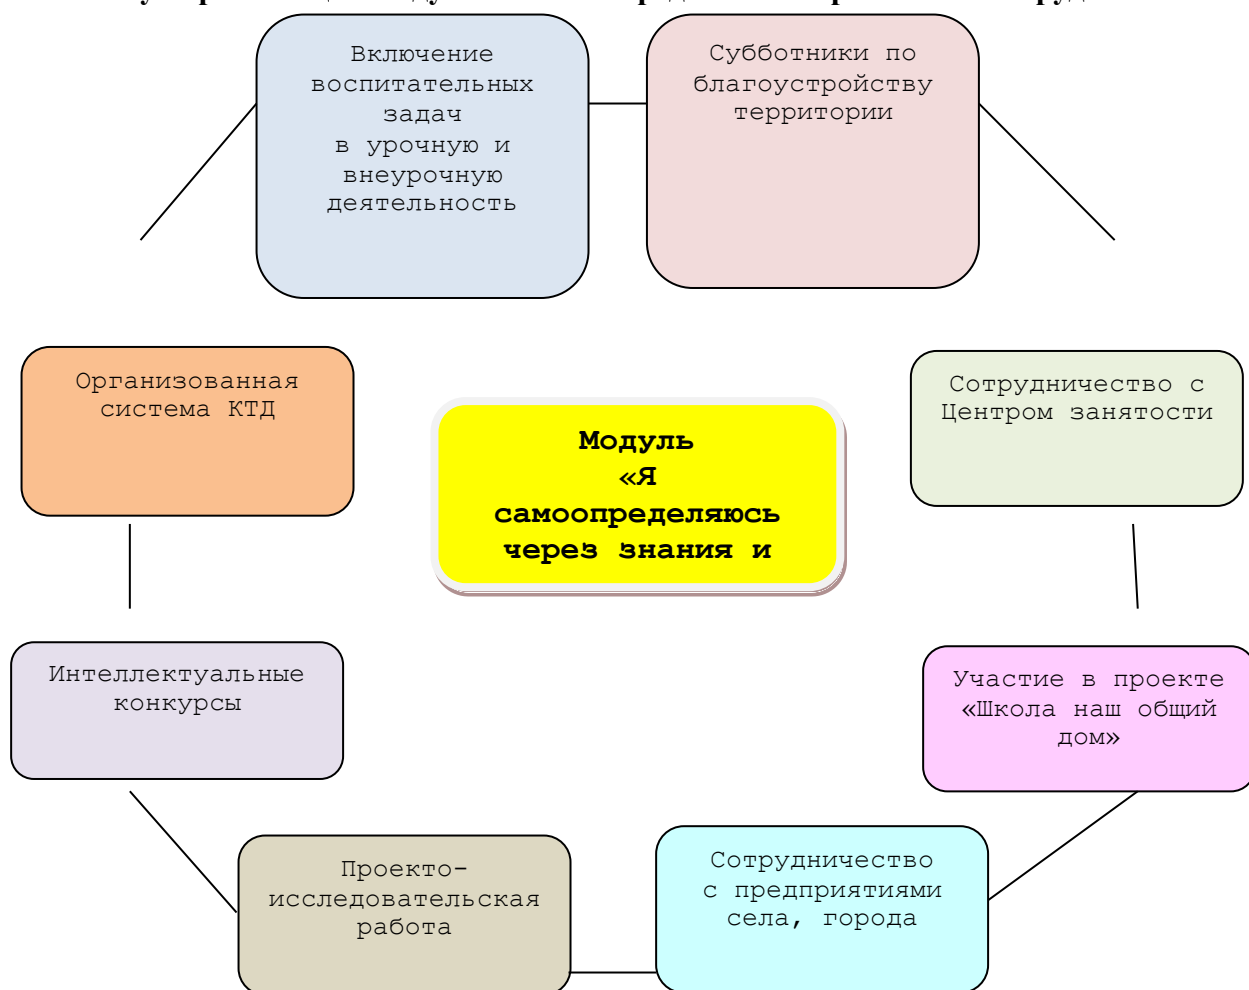 Включение
воспитательных
задач
в урочную и
внеурочную
деятельность
Субботники по
благоустройству
территории
Организованная
система КТД
Модуль
«Я
самоопределяюсь
через знания и
Сотрудничество с
Центром занятости
Интеллектуальные
конкурсы
Участие в проекте
«Школа наш общий
дом»
Проекто-
исследовательская
работа
Сотрудничество
с предприятиями
села, города